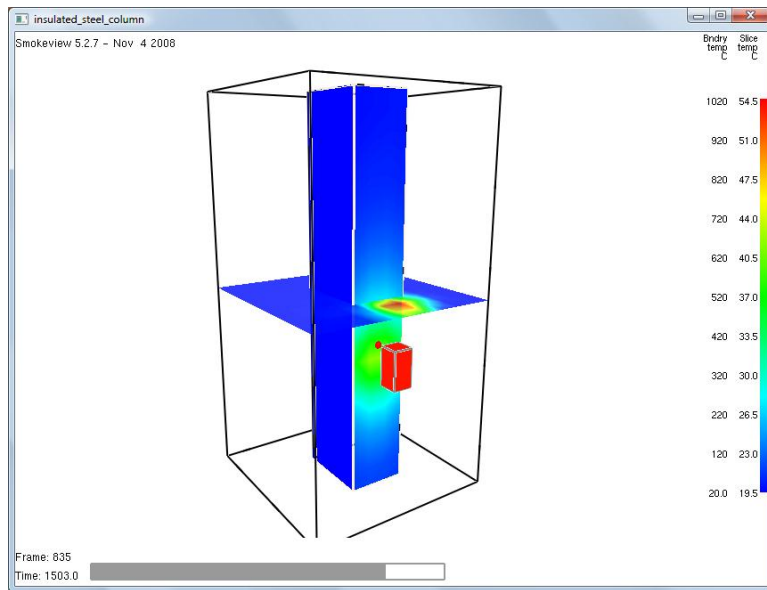 insulated_steel_column
Smokeview 5.2.7 - Nov 4 2008
Bndry Slice
temp temp
C C
1020 54.5
920 51.0
820 47.5
720 44.0
620 40.5
520 37.0
420 33.5
320 30.0
220 26.5
120 23.0
20.0 19.5
Frame: 835
Time: 1503.0